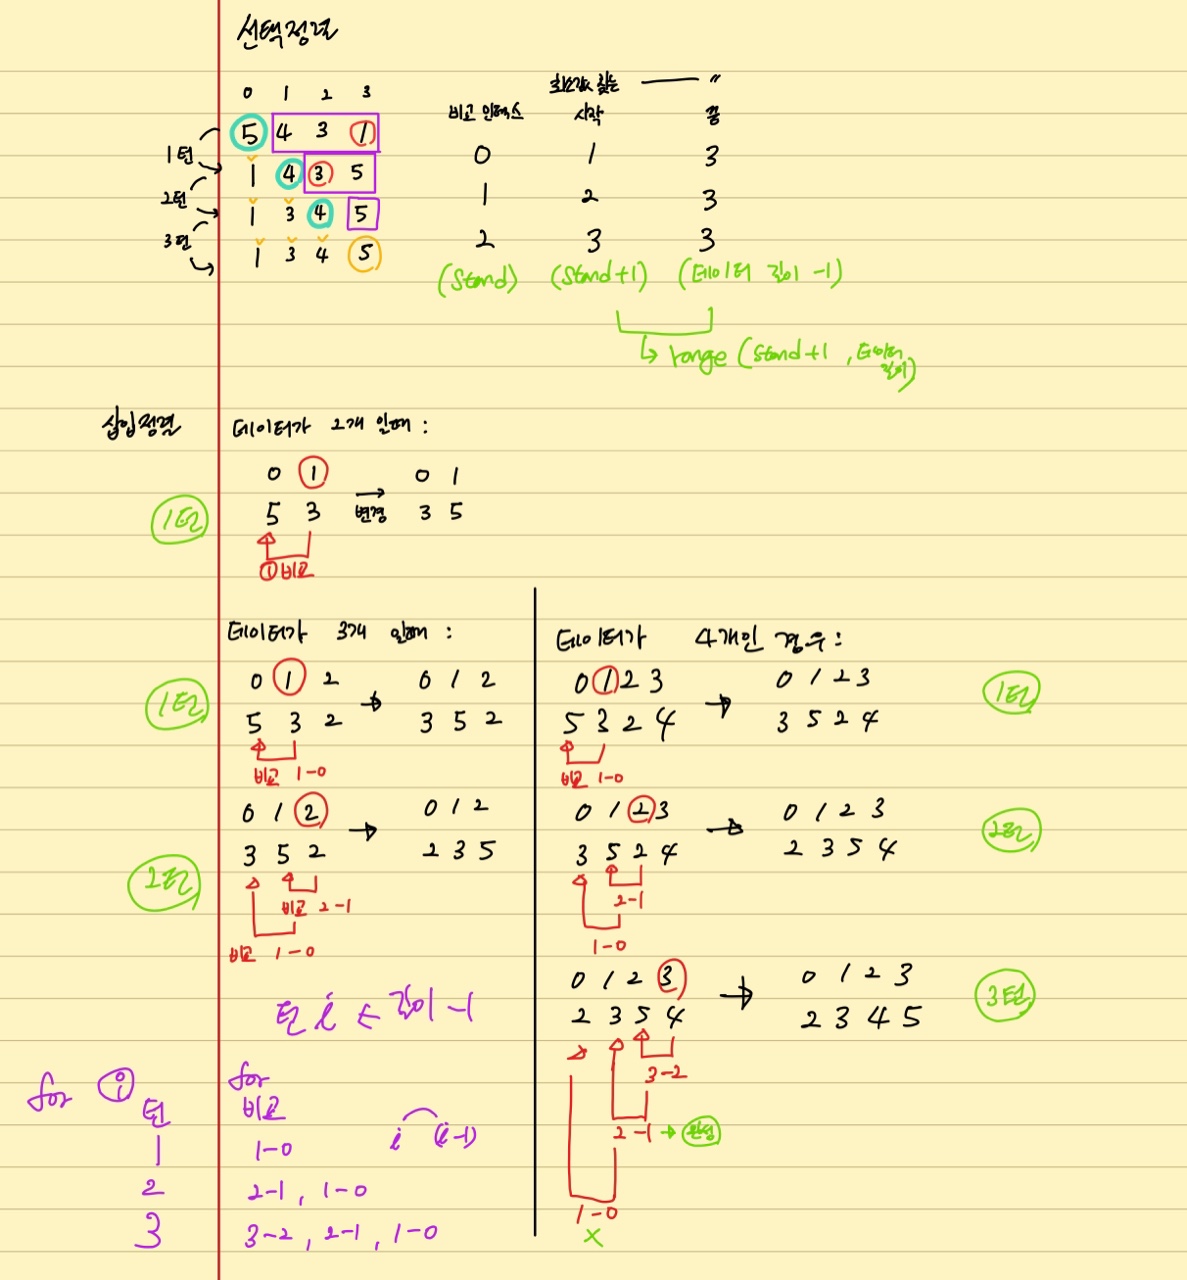 선택정렬
0 1 2 3
최소값 찾는 ——— 〃
비교 인덱스 시작 끝
5 4 3 1
1턴
0 1 3
1 4 3 5
2턴
1 2 3
1 3 4 5
3턴
2 3 3
1 3 4 5
(Stand) (Stand+1) (데이터 길이 -1)
↳ range (Stand+1 , 데이터 길이)
삽입정렬
데이터가 2개 일때 :
0 1 0 1
1턴
5 3 → 3 5
변경
① 비교
데이터가 3개 일때 :
0 1 2 → 0 1 2
1턴
5 3 2 3 5 2
비교 1-0
0 1 2 → 0 1 2
3 5 2 2 3 5
2턴
비교 2-1
비교 1-0
턴 i ← 길이 -1
데이터가 4개인 경우:
0 1 2 3 → 0 1 2 3
1턴
5 3 2 4 3 5 2 4
비교 1-0
0 1 2 3 → 0 1 2 3
2턴
3 5 2 4 2 3 5 4
2-1
1-0
0 1 2 3 → 0 1 2 3
3턴
2 3 5 4 2 3 4 5
3-2
2-1 → 완성
1-0
X
for i for
턴 비교
i (i-1)
1 1-0
2 2-1, 1-0
3 3-2, 2-1, 1-0